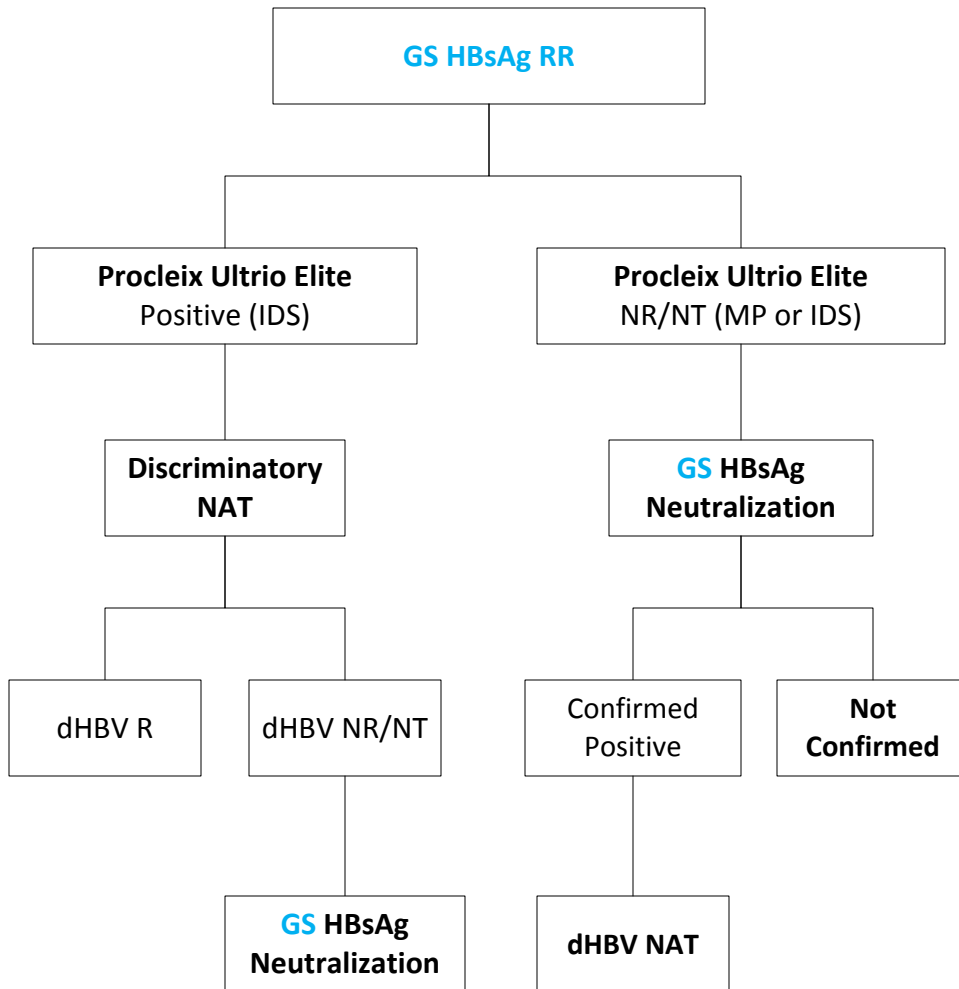 GS HBsAg RR
Procleix Ultrio Elite
Positive (IDS)
Procleix Ultrio Elite
NR/NT (MP or IDS)
Discriminatory
NAT
GS HBsAg
Neutralization
dHBV R
dHBV NR/NT
Confirmed
Positive
Not
Confirmed
GS HBsAg
Neutralization
dHBV NAT